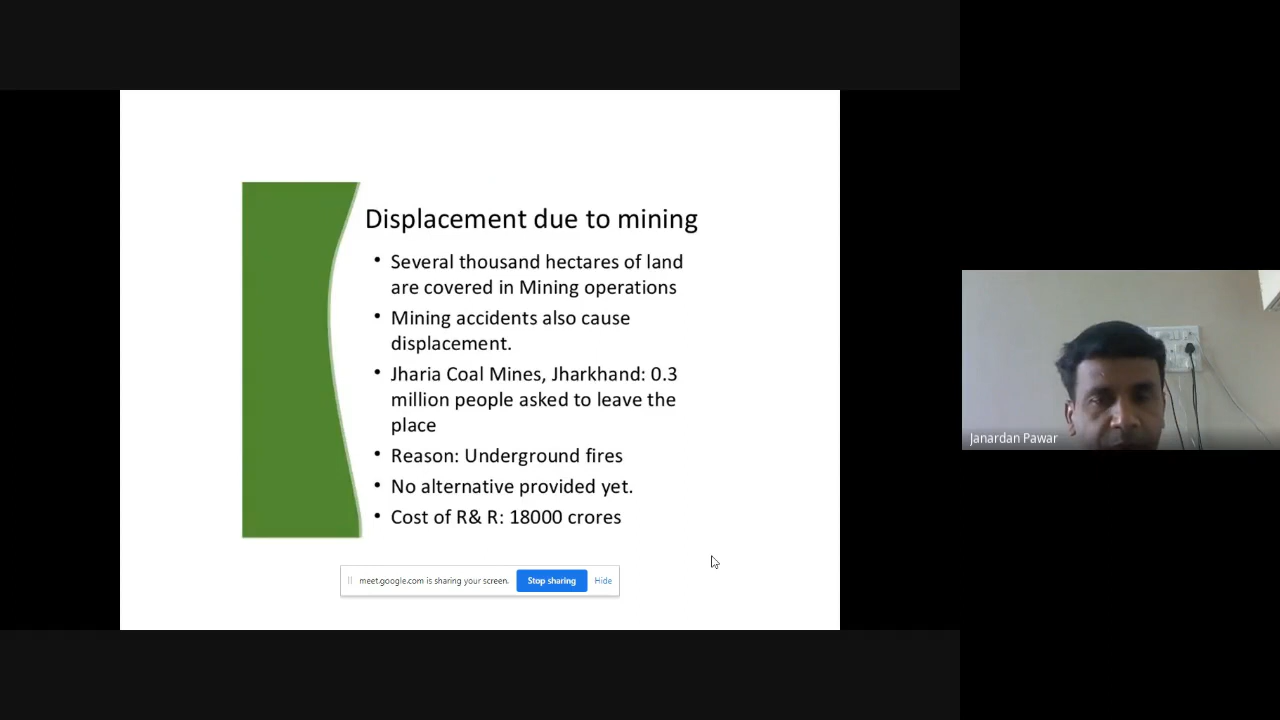 Displacement due to mining
• Several thousand hectares of land
are covered in Mining operations
• Mining accidents also cause
displacement.
• Jharia Coal Mines, Jharkhand: 0.3
million people asked to leave the
place
• Reason: Underground fires
• No alternative provided yet.
• Cost of R& R: 18000 crores
meet.google.com is sharing your screen. Stop sharing Hide
Janardan Pawar